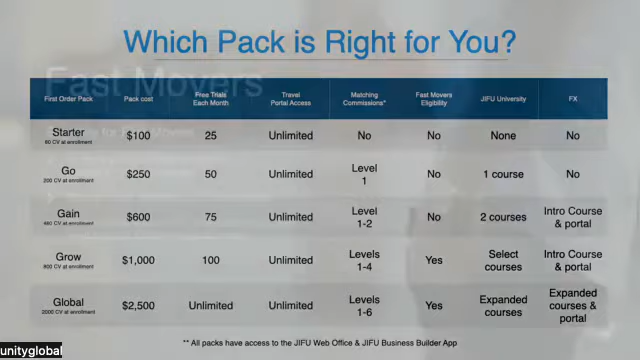 Which Pack is Right for You?
Fast Movers
First Order Pack Pack cost Free Trials Each Month Travel Portal Access Matching Commissions* Fast Movers Eligibility JIFU University FX
Starter $100 25 Unlimited No No None No
60 CV at enrollment
Go $250 50 Unlimited Level 1 No 1 course No
200 CV at enrollment
Gain $600 75 Unlimited Level 1-2 No 2 courses Intro Course & portal
480 CV at enrollment
Grow $1,000 100 Unlimited Levels 1-4 Yes Select courses Intro Course & portal
800 CV at enrollment
Global $2,500 Unlimited Unlimited Levels 1-6 Yes Expanded courses Expanded courses & portal
2000 CV at enrollment
** All packs have access to the JIFU Web Office & JIFU Business Builder App
unityglobal